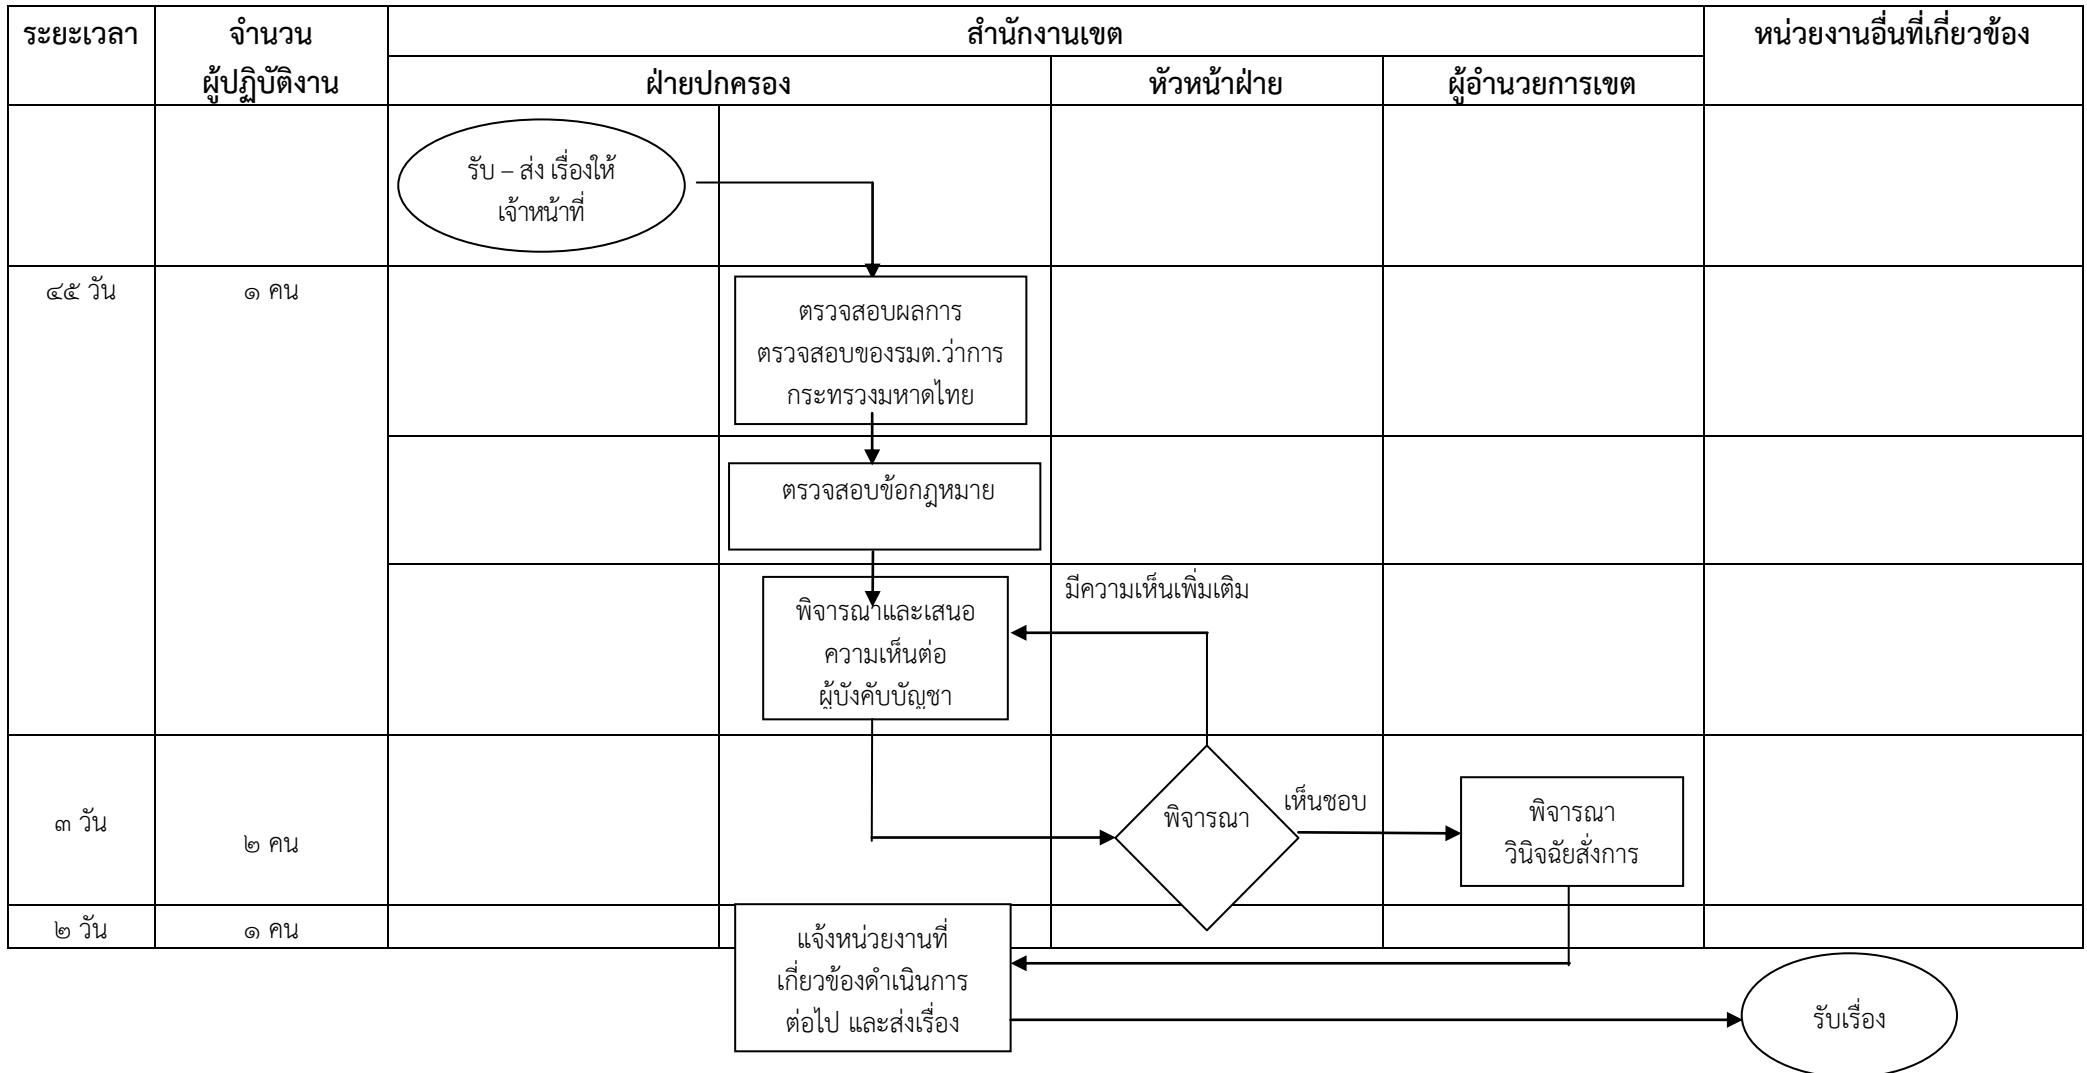 ระยะเวลา
จำนวน
ผู้ปฏิบัติงาน
สำนักงานเขต
หน่วยงานอื่นที่เกี่ยวข้อง
ฝ่ายปกครอง
หัวหน้าฝ่าย
ผู้อำนวยการเขต
รับ – ส่ง เรื่องให้
เจ้าหน้าที่
๔๕ วัน
๑ คน
ตรวจสอบผลการ
ตรวจสอบของรมต.ว่าการ
กระทรวงมหาดไทย
ตรวจสอบข้อกฎหมาย
พิจารณาและเสนอ
ความเห็นต่อ
ผู้บังคับบัญชา
มีความเห็นเพิ่มเติม
๓ วัน
๒ คน
พิจารณา
เห็นชอบ
พิจารณา
วินิจฉัยสั่งการ
๒ วัน
๑ คน
แจ้งหน่วยงานที่
เกี่ยวข้องดำเนินการ
ต่อไป และส่งเรื่อง
รับเรื่อง